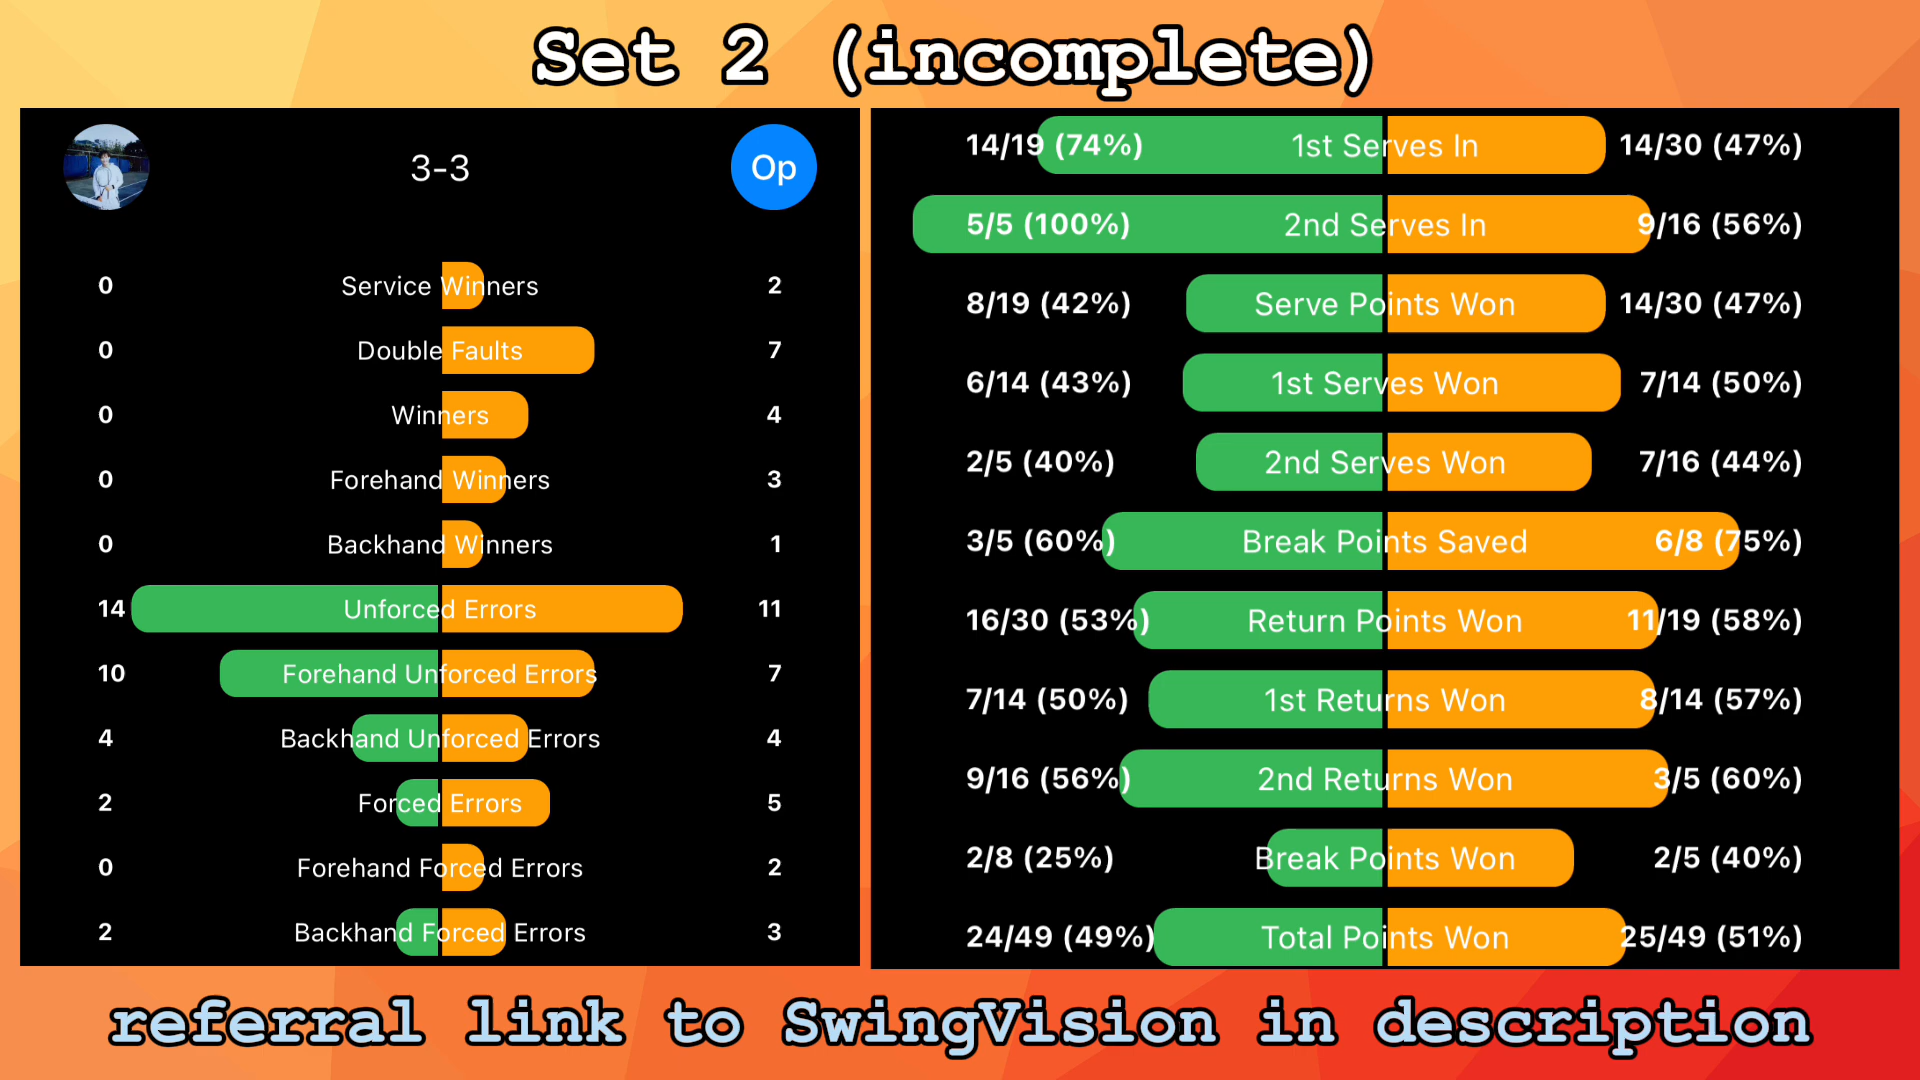 Set 2 (incomplete)
3-3
Op
0 Service Winners 2
0 Double Faults 7
0 Winners 4
0 Forehand Winners 3
0 Backhand Winners 1
14 Unforced Errors 11
10 Forehand Unforced Errors 7
4 Backhand Unforced Errors 4
2 Forced Errors 5
0 Forehand Forced Errors 2
2 Backhand Forced Errors 3
14/19 (74%) 1st Serves In 14/30 (47%)
5/5 (100%) 2nd Serves In 9/16 (56%)
8/19 (42%) Serve Points Won 14/30 (47%)
6/14 (43%) 1st Serves Won 7/14 (50%)
2/5 (40%) 2nd Serves Won 7/16 (44%)
3/5 (60%) Break Points Saved 6/8 (75%)
16/30 (53%) Return Points Won 11/19 (58%)
7/14 (50%) 1st Returns Won 8/14 (57%)
9/16 (56%) 2nd Returns Won 3/5 (60%)
2/8 (25%) Break Points Won 2/5 (40%)
24/49 (49%) Total Points Won 25/49 (51%)
referral link to SwingVision in description